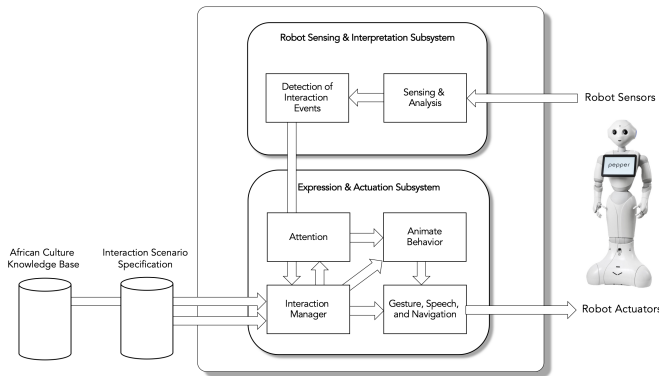 Robot Sensing & Interpretation Subsystem
Detection of
Interaction
Events
Sensing &
Analysis
Robot Sensors
pepper
Expression & Actuation Subsystem
Attention
Animate
Behavior
African Culture
Knowledge Base
Interaction Scenario
Specification
Interaction
Manager
Gesture, Speech,
and Navigation
Robot Actuators